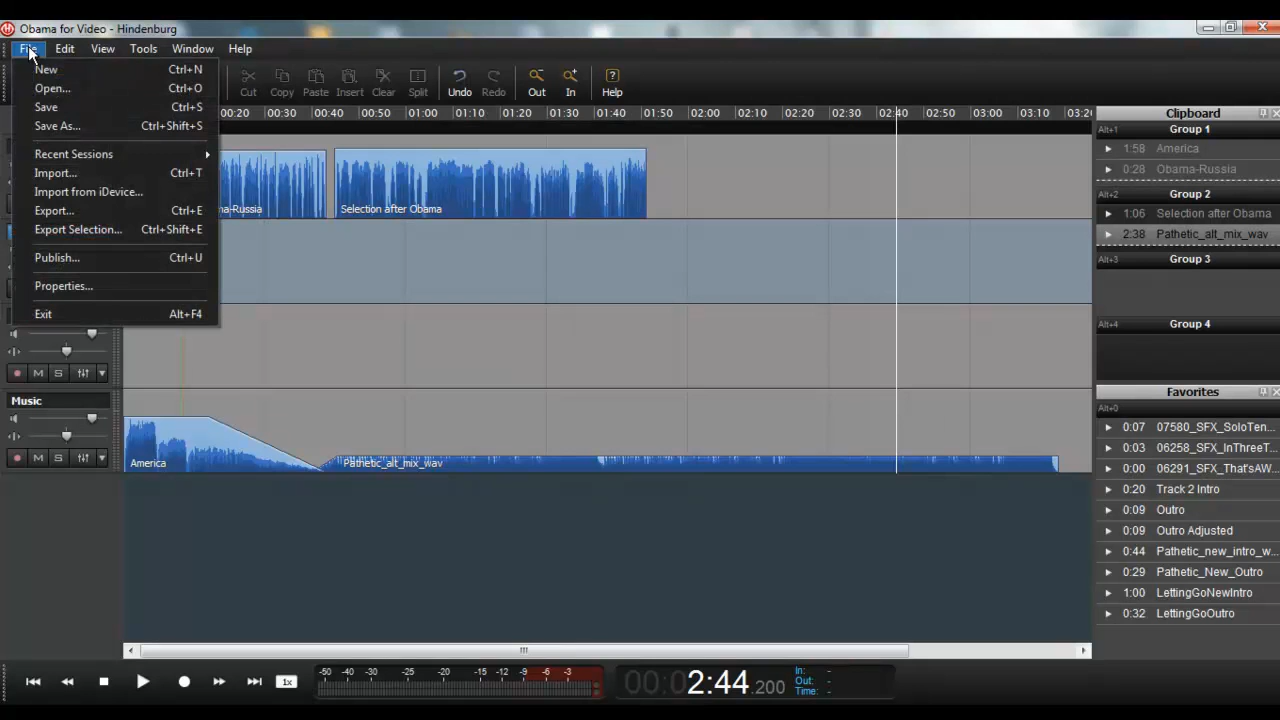 Obama for Video - Hindenburg
File Edit View Tools Window Help
New Ctrl+N
Open... Ctrl+O
Save Ctrl+S
Save As... Ctrl+Shift+S
Recent Sessions
Import... Ctrl+T
Import from iDevice...
Export... Ctrl+E
Export Selection... Ctrl+Shift+E
Publish... Ctrl+U
Properties...
Exit Alt+F4
Cut Copy Paste Insert Clear Split Undo Redo Out In Help
00:20 00:30 00:40 00:50 01:00 01:10 01:20 01:30 01:40 01:50 02:00 02:10 02:20 02:30 02:40 02:50 03:00 03:10 03:20
ma-Russia
Selection after Obama
M S
Music
M S
America
Pathetic_alt_mix_wav
Clipboard
Alt+1 Group 1
1:58 America
0:28 Obama-Russia
Alt+2 Group 2
1:06 Selection after Obama
2:38 Pathetic_alt_mix_wav
Alt+3 Group 3
Alt+4 Group 4
Favorites
Alt+0
0:07 07580_SFX_SoloTen...
0:03 06258_SFX_InThreeT...
0:00 06291_SFX_That'sAW...
0:20 Track 2 Intro
0:09 Outro
0:09 Outro Adjusted
0:44 Pathetic_new_intro_w...
0:29 Pathetic_New_Outro
1:00 LettingGoNewIntro
0:32 LettingGoOutro
1x
-50 -40 -30 -25 -20 -15 -12 -9 -6 -3
00:02:44.200
In: -
Out: -
Time: -